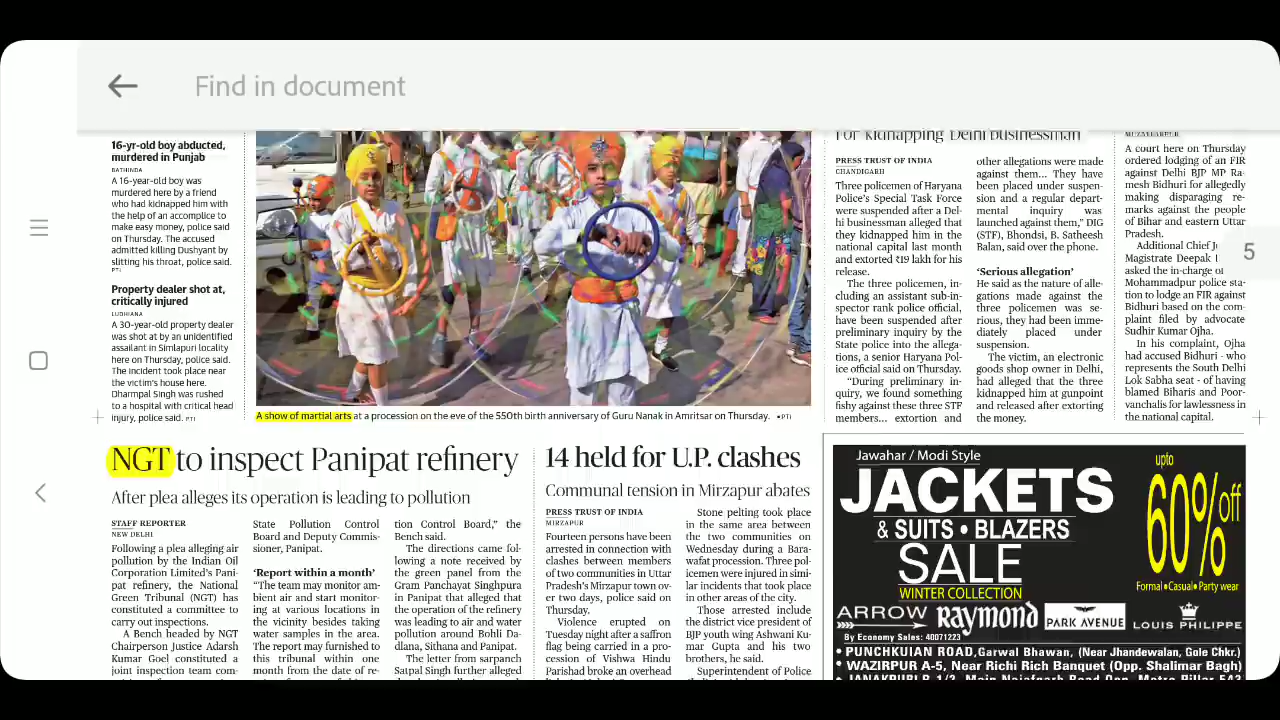 Find in document
16-yr-old boy abducted,
murdered in Punjab
BATHINDA
A 16-year-old boy was
murdered here by a friend
who had kidnapped him with
the help of an accomplice to
make easy money, police said
on Thursday. The accused
admitted killing Dushyant by
slitting his throat, police said.
PTI
Property dealer shot at,
critically injured
LUDHIANA
A 30-year-old property dealer
was shot at by an unidentified
assailant in Simlapuri locality
here on Thursday, police said.
The incident took place near
the victim's house here.
Dharmpal Singh was rushed
to a hospital with critical head
injury, police said. PTI
A show of martial arts at a procession on the eve of the 550th birth anniversary of Guru Nanak in Amritsar on Thursday. •PTI
For kidnapping Delhi businessman
PRESS TRUST OF INDIA
CHANDIGARH
Three policemen of Haryana
Police's Special Task Force
were suspended after a Del-
hi businessman alleged that
they kidnapped him in the
national capital last month
and extorted ₹19 lakh for his
release.
The three policemen, in-
cluding an assistant sub-in-
spector rank police official,
have been suspended after
preliminary inquiry by the
State police into the allega-
tions, a senior Haryana Pol-
ice official said on Thursday.
“During preliminary in-
quiry, we found something
fishy against these three STF
members... extortion and
other allegations were made
against them... They have
been placed under suspen-
sion and a regular depart-
mental inquiry was
launched against them,” DIG
(STF), Bhondsi, B. Satheesh
Balan, said over the phone.
‘Serious allegation’
He said as the nature of alle-
gations made against the
three policemen was se-
rious, they had been imme-
diately placed under
suspension.
The victim, an electronic
goods shop owner in Delhi,
had alleged that the three
kidnapped him at gunpoint
and released after extorting
the money.
MUZAFFARPUR
A court here on Thursday
ordered lodging of an FIR
against Delhi BJP MP Ra-
mesh Bidhuri for allegedly
making disparaging re-
marks against the people
of Bihar and eastern Uttar
Pradesh.
Additional Chief
Magistrate Deepak
asked the in-charge of
Mohammadpur police sta-
tion to lodge an FIR against
Bidhuri based on the com-
plaint filed by advocate
Sudhir Kumar Ojha.
In his complaint, Ojha
had accused Bidhuri - who
represents the South Delhi
Lok Sabha seat - of having
blamed Biharis and Poor-
vanchalis for lawlessness in
the national capital.
5
NGT to inspect Panipat refinery
After plea alleges its operation is leading to pollution
STAFF REPORTER
NEW DELHI
Following a plea alleging air
pollution by the Indian Oil
Corporation Limited's Pani-
pat refinery, the National
Green Tribunal (NGT) has
constituted a committee to
carry out inspections.
A Bench headed by NGT
Chairperson Justice Adarsh
Kumar Goel constituted a
joint inspection team com-
State Pollution Control
Board and Deputy Commis-
sioner, Panipat.
‘Report within a month’
“The team may monitor am-
bient air and start monitor-
ing at various locations in
the vicinity besides taking
water samples in the area.
The report may furnished to
this tribunal within one
month from the date of re-
tion Control Board,” the
Bench said.
The directions came fol-
lowing a note received by
the green panel from the
Gram Panchayat Singhpura
in Panipat that alleged that
the operation of the refinery
was leading to air and water
pollution around Bohli Da-
dlana, Sithana and Panipat.
The letter from sarpanch
Satpal Singh further alleged
14 held for U.P. clashes
Communal tension in Mirzapur abates
PRESS TRUST OF INDIA
MIRZAPUR
Fourteen persons have been
arrested in connection with
clashes between members
of two communities in Uttar
Pradesh's Mirzapur town ov-
er two days, police said on
Thursday.
Violence erupted on
Tuesday night after a saffron
flag being carried in a pro-
cession of Vishwa Hindu
Parishad broke an overhead
Stone pelting took place
in the same area between
the two communities on
Wednesday during a Bara-
wafat procession. Three pol-
icemen were injured in simi-
lar incidents that took place
in other areas of the city.
Those arrested include
the district vice president of
BJP youth wing Ashwani Ku-
mar Gupta and his two
brothers, he said.
Superintendent of Police
Jawahar / Modi Style
JACKETS
& SUITS • BLAZERS
SALE
WINTER COLLECTION
upto
60% off
Formal • Casual • Party wear
ARROW Raymond PARK AVENUE LOUIS PHILIPPE
By Economy Sales: 40071223
• PUNCHKUIAN ROAD, Garwal Bhawan, (Near Jhandewalan, Gole Chkr.)
• WAZIRPUR A-5, Near Richi Rich Banquet (Opp. Shalimar Bagh)
• JANAKPURI B-1/3, Main Najafgarh Road Opp. Metro Pillar 543